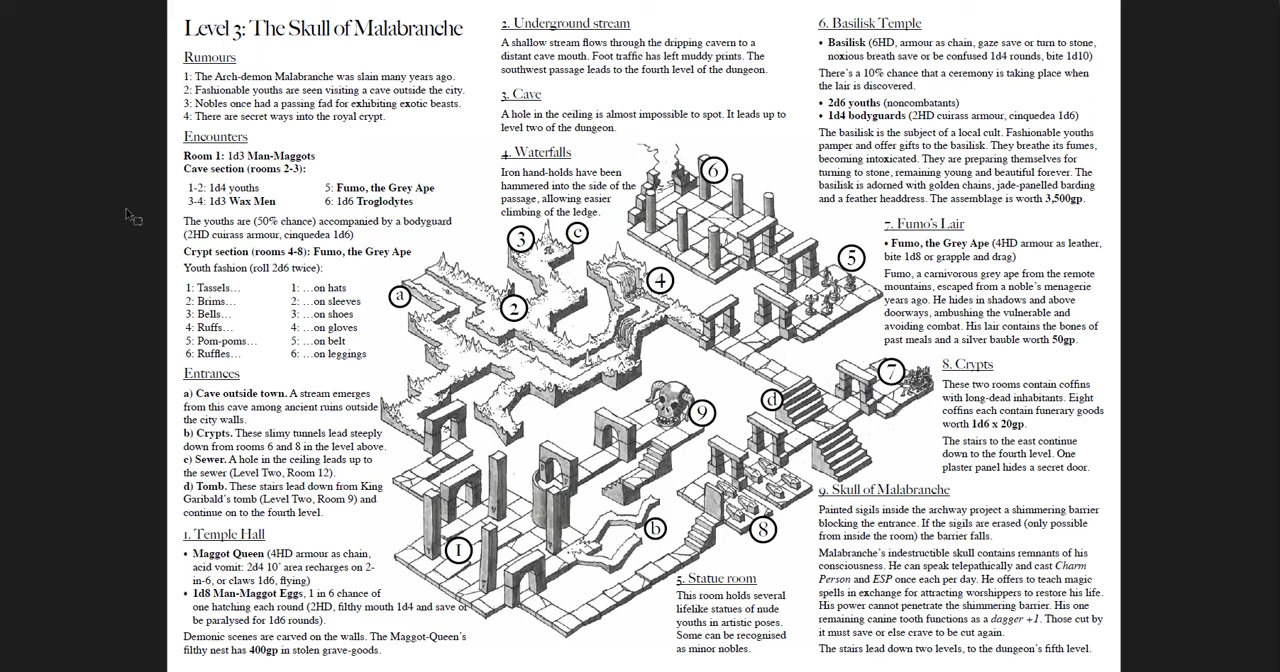 Level 3: The Skull of Malabranche
Rumours
1: The Arch-demon Malabranche was slain many years ago.
2: Fashionable youths are seen visiting a cave outside the city.
3: Nobles once had a passing fad for exhibiting exotic beasts.
4: There are secret ways into the royal crypt.
Encounters
Room 1: 1d3 Man-Maggots
Cave section (rooms 2-3):
1-2: 1d4 youths
3-4: 1d3 Wax Men
5: Fumo, the Grey Ape
6: 1d6 Troglodytes
The youths are (50% chance) accompanied by a bodyguard
(2HD cuirass armour, cinquedea 1d6)
Crypt section (rooms 4-8): Fumo, the Grey Ape
Youth fashion (roll 2d6 twice):
1: Tassels…
2: Brims…
3: Bells…
4: Ruffs…
5: Pom-poms…
6: Ruffles…
1: …on hats
2: …on sleeves
3: …on shoes
4: …on gloves
5: …on belt
6: …on leggings
Entrances
a) Cave outside town. A stream emerges
from this cave among ancient ruins outside
the city walls.
b) Crypts. These slimy tunnels lead steeply
down from rooms 6 and 8 in the level above.
c) Sewer. A hole in the ceiling leads up to
the sewer (Level Two, Room 12).
d) Tomb. These stairs lead down from King
Garibald's tomb (Level Two, Room 9) and
continue on to the fourth level.
1. Temple Hall
• Maggot Queen (4HD armour as chain,
acid vomit: 2d4 10' area recharges on 2-
in-6, or claws 1d6, flying)
• 1d8 Man-Maggot Eggs, 1 in 6 chance of
one hatching each round (2HD, filthy mouth 1d4 and save or
be paralysed for 1d6 rounds).
Demonic scenes are carved on the walls. The Maggot-Queen's
filthy nest has 400gp in stolen grave-goods.
2. Underground stream
A shallow stream flows through the dripping cavern to a
distant cave mouth. Foot traffic has left muddy prints. The
southwest passage leads to the fourth level of the dungeon.
3. Cave
A hole in the ceiling is almost impossible to spot. It leads up to
level two of the dungeon.
4. Waterfalls
Iron hand-holds have been
hammered into the side of the
passage, allowing easier
climbing of the ledge.
a
1
2
3
c
4
5
6
7
d
9
b
8
5. Statue room
This room holds several
lifelike statues of nude
youths in artistic poses.
Some can be recognised
as minor nobles.
6. Basilisk Temple
• Basilisk (6HD, armour as chain, gaze save or turn to stone,
noxious breath save or be confused 1d4 rounds, bite 1d10)
There's a 10% chance that a ceremony is taking place when
the lair is discovered.
• 2d6 youths (noncombatants)
• 1d4 bodyguards (2HD cuirass armour, cinquedea 1d6)
The basilisk is the subject of a local cult. Fashionable youths
pamper and offer gifts to the basilisk. They breathe its fumes,
becoming intoxicated. They are preparing themselves for
turning to stone, remaining young and beautiful forever. The
basilisk is adorned with golden chains, jade-panelled barding
and a feather headdress. The assemblage is worth 3,500gp.
7. Fumo's Lair
• Fumo, the Grey Ape (4HD armour as leather,
bite 1d8 or grapple and drag)
Fumo, a carnivorous grey ape from the remote
mountains, escaped from a noble's menagerie
years ago. He hides in shadows and above
doorways, ambushing the vulnerable and
avoiding combat. His lair contains the bones of
past meals and a silver bauble worth 50gp.
8. Crypts
These two rooms contain coffins
with long-dead inhabitants. Eight
coffins each contain funerary goods
worth 1d6 x 20gp.
The stairs to the east continue
down to the fourth level. One
plaster panel hides a secret door.
9. Skull of Malabranche
Painted sigils inside the archway project a shimmering barrier
blocking the entrance. If the sigils are erased (only possible
from inside the room) the barrier falls.
Malabranche's indestructible skull contains remnants of his
consciousness. He can speak telepathically and cast Charm
Person and ESP once each per day. He offers to teach magic
spells in exchange for attracting worshippers to restore his life.
His power cannot penetrate the shimmering barrier. His one
remaining canine tooth functions as a dagger +1. Those cut by
it must save or else crave to be cut again.
The stairs lead down two levels, to the dungeon's fifth level.